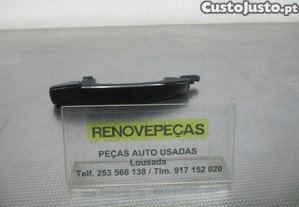 CustoJusto.pt
RENOVEPEÇAS
PEÇAS AUTO USADAS
Lousada
Telf. 253 566 138 / Tlm. 917 152 020